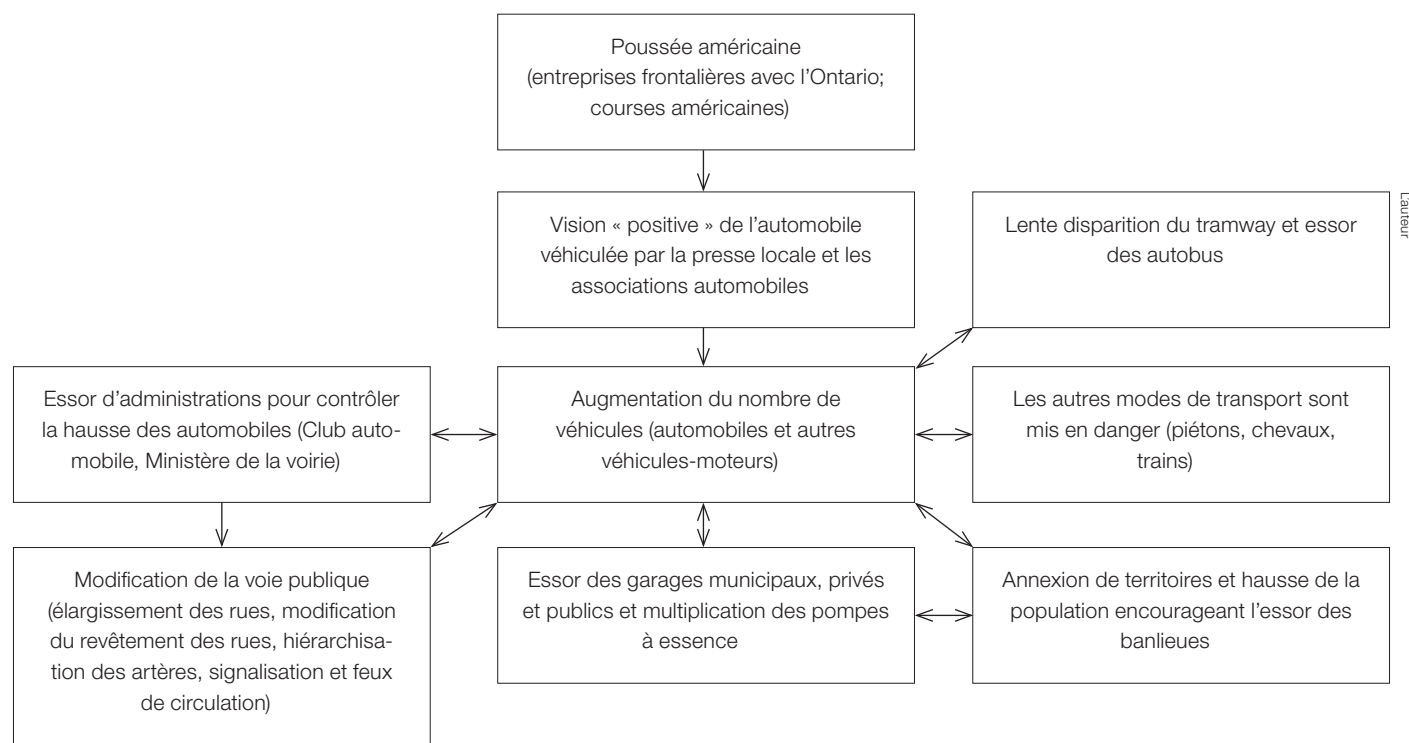 Poussée américaine
(entreprises frontalières avec l’Ontario;
courses américaines)
Vision « positive » de l’automobile
véhiculée par la presse locale et les
associations automobiles
Lente disparition du tramway et essor
des autobus
L’auteur
Essor d’administrations pour contrôler
la hausse des automobiles (Club auto-
mobile, Ministère de la voirie)
Augmentation du nombre de
véhicules (automobiles et autres
véhicules-moteurs)
Les autres modes de transport sont
mis en danger (piétons, chevaux,
trains)
Modification de la voie publique
(élargissement des rues, modification
du revêtement des rues, hiérarchisa-
tion des artères, signalisation et feux
de circulation)
Essor des garages municipaux, privés
et publics et multiplication des pompes
à essence
Annexion de territoires et hausse de la
population encourageant l’essor des
banlieues